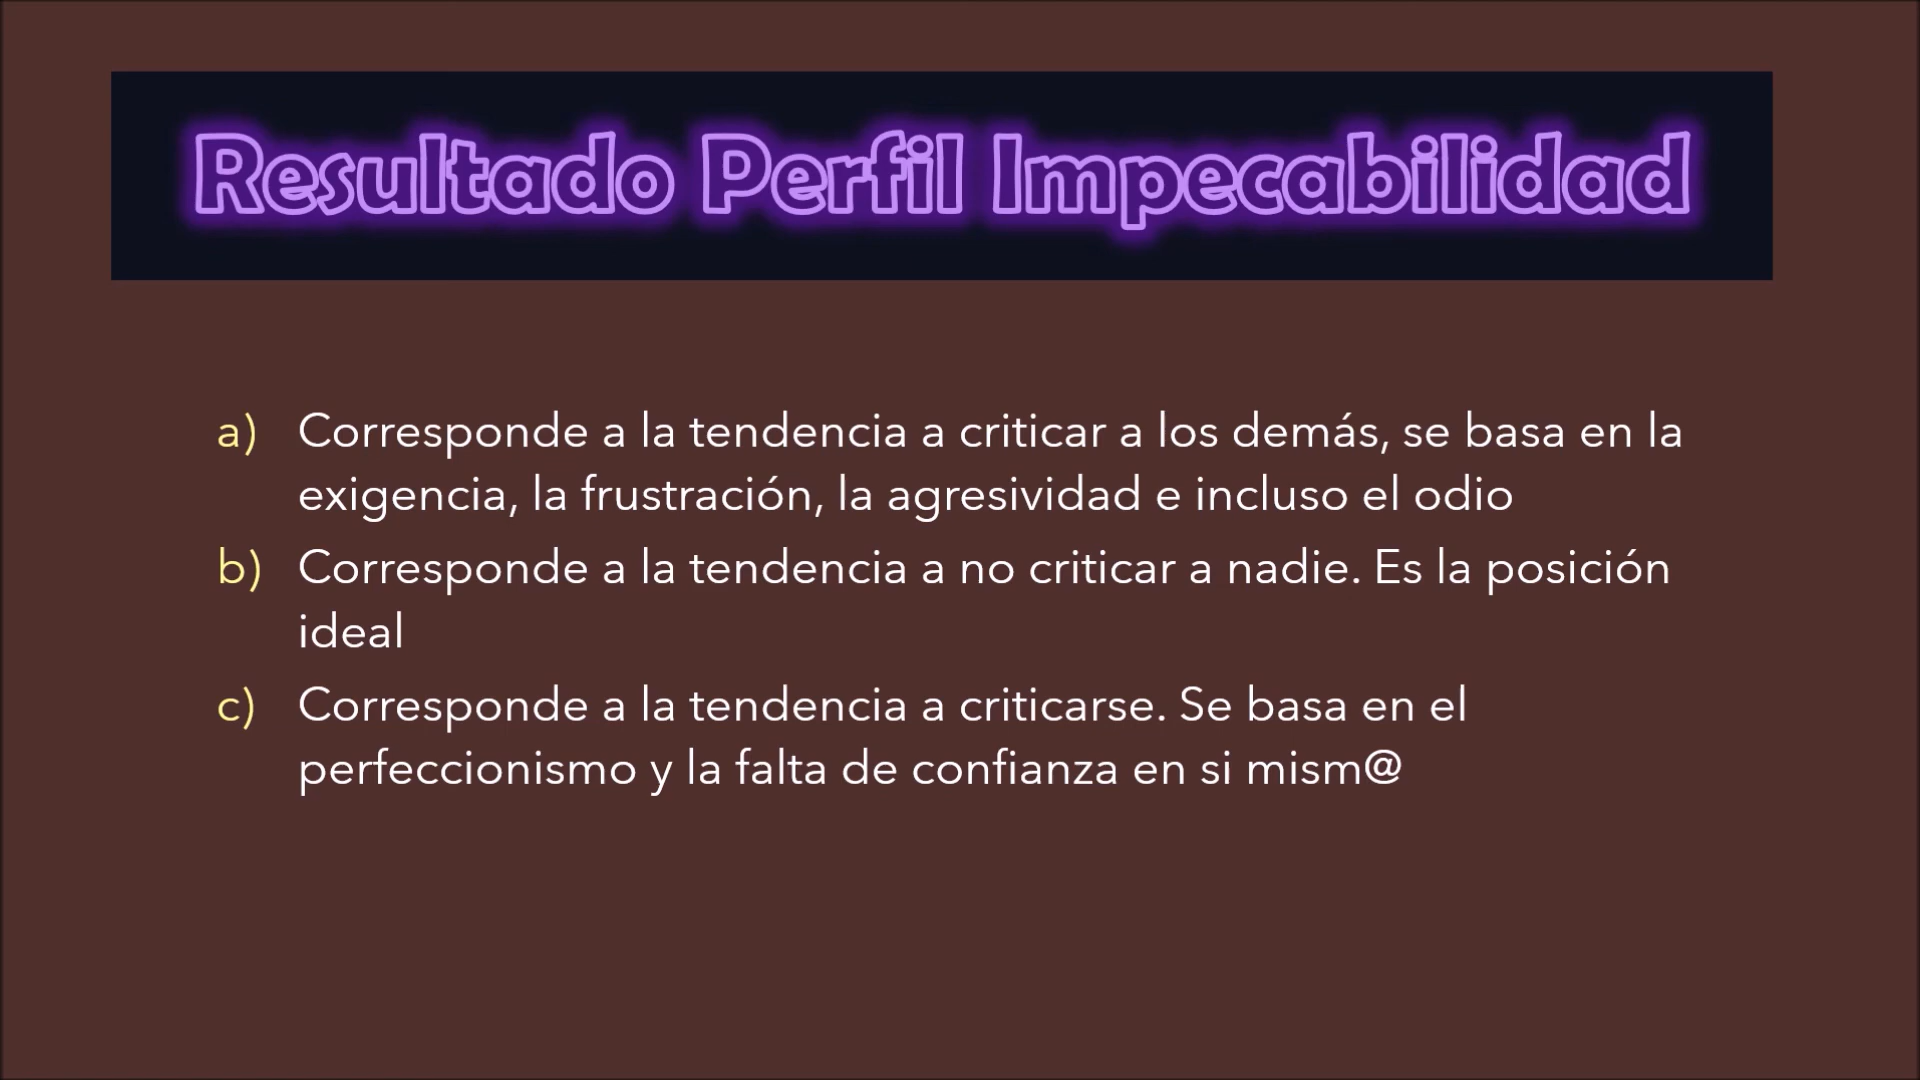 Resultado Perfil Impecabilidad
a) Corresponde a la tendencia a criticar a los demás, se basa en la
exigencia, la frustración, la agresividad e incluso el odio
b) Corresponde a la tendencia a no criticar a nadie. Es la posición
ideal
c) Corresponde a la tendencia a criticarse. Se basa en el
perfeccionismo y la falta de confianza en si mism@